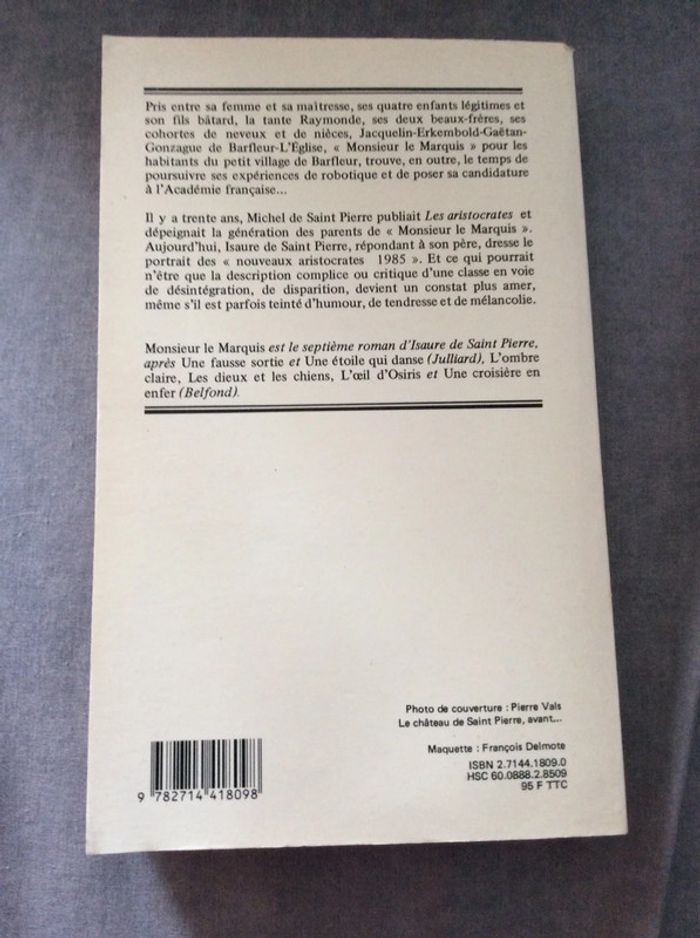 Pris entre sa femme et sa maîtresse, ses quatre enfants légitimes et
son fils bâtard, la tante Raymonde, ses deux beaux-frères, ses
cohortes de neveux et de nièces, Jacquelin-Erkembold-Gaëtan-
Gonzague de Barfleur-L'Église, « Monsieur le Marquis » pour les
habitants du petit village de Barfleur, trouve, en outre, le temps de
poursuivre ses expériences de robotique et de poser sa candidature
à l'Académie française...
Il y a trente ans, Michel de Saint Pierre publiait Les aristocrates et
dépeignait la génération des parents de « Monsieur le Marquis ».
Aujourd'hui, Isaure de Saint Pierre, répondant à son père, dresse le
portrait des « nouveaux aristocrates 1985 ». Et ce qui pourrait
n'être que la description complice ou critique d'une classe en voie
de désintégration, de disparition, devient un constat plus amer,
même s'il est parfois teinté d'humour, de tendresse et de mélancolie.
Monsieur le Marquis est le septième roman d'Isaure de Saint Pierre,
après Une fausse sortie et Une étoile qui danse (Julliard), L'ombre
claire, Les dieux et les chiens, L'œil d'Osiris et Une croisière en
enfer (Belfond).
Photo de couverture : Pierre Vals
Le château de Saint Pierre, avant...
Maquette : François Delmote
ISBN 2.7144.1809.0
HSC 60.0888.2.8509
95 F TTC
9 782714 418098